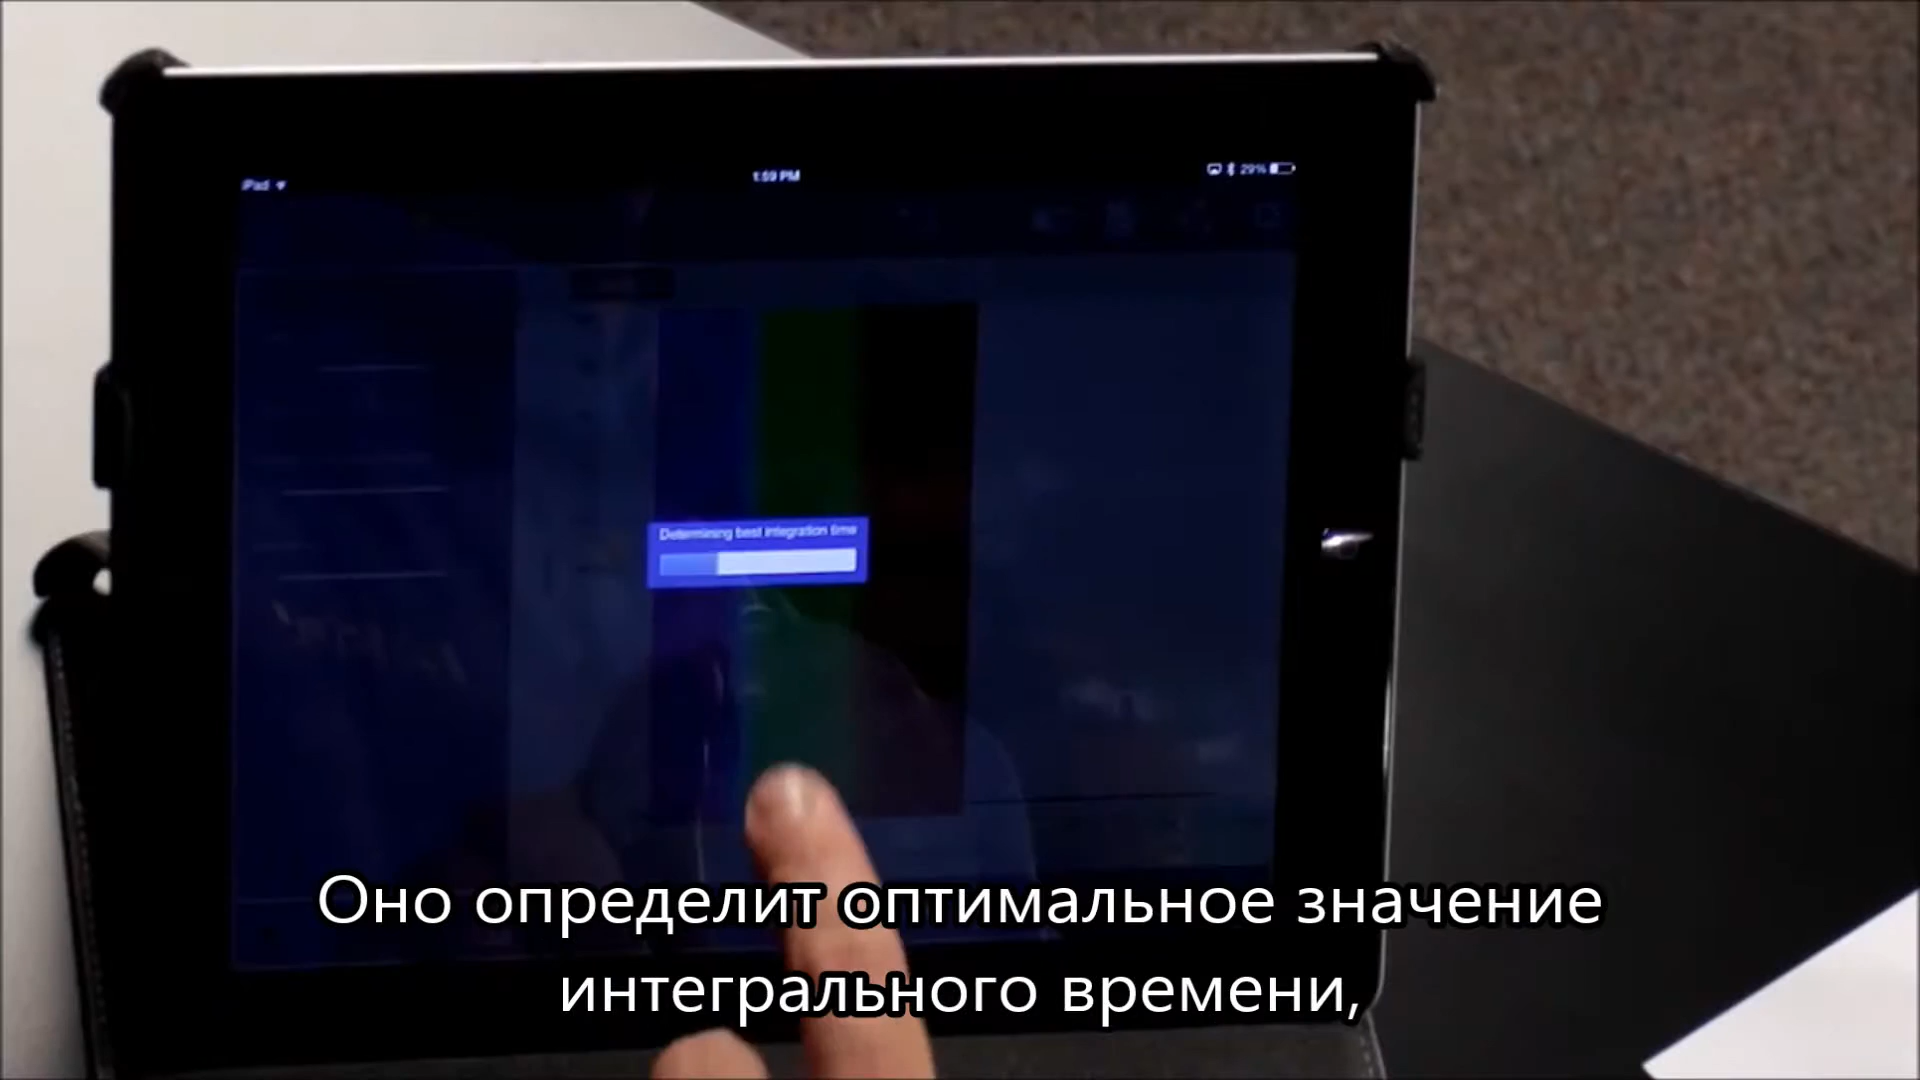 iPad
1:59 PM
29%
Determining best integration time
Оно определит оптимальное значение
интегрального времени,